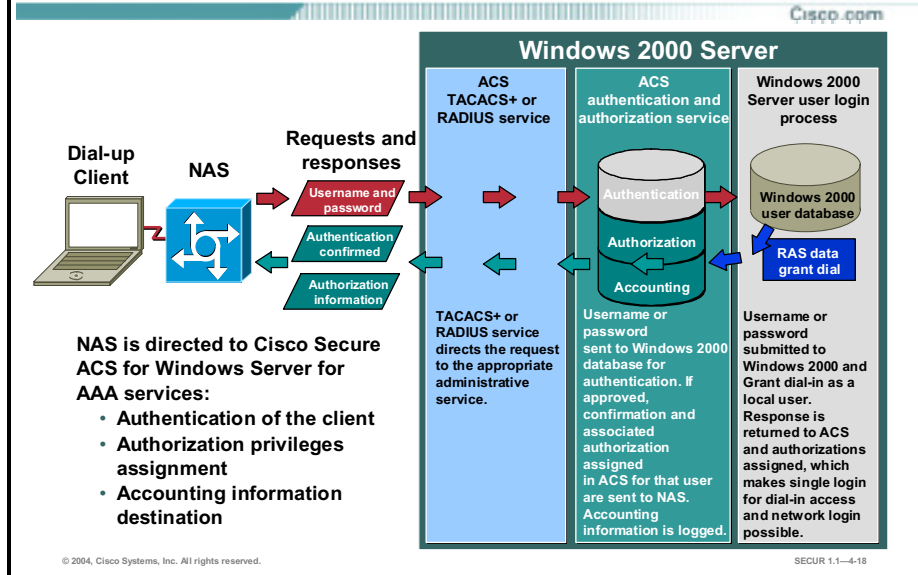 Cisco.com
Windows 2000 Server
ACS
TACACS+ or
RADIUS service
ACS
authentication and
authorization service
Windows 2000
Server user login
process
Requests and
responses
Dial-up
Client
NAS
Username and
password
Authentication
Windows 2000
user database
Authentication
confirmed
Authorization
RAS data
grant dial
Authorization
information
Accounting
NAS is directed to Cisco Secure
ACS for Windows Server for
AAA services:
• Authentication of the client
• Authorization privileges
assignment
• Accounting information
destination
TACACS+ or
RADIUS service
directs the request
to the appropriate
administrative
service.
Username or
password
sent to Windows 2000
database for
authentication. If
approved,
confirmation and
associated
authorization
assigned
in ACS for that user
are sent to NAS.
Accounting
information is logged.
Username or
password
submitted to
Windows 2000 and
Grant dial-in as a
local user.
Response is
returned to ACS
and authorizations
assigned, which
makes single login
for dial-in access
and network login
possible.
© 2004, Cisco Systems, Inc. All rights reserved.
SECUR 1.1—4-18